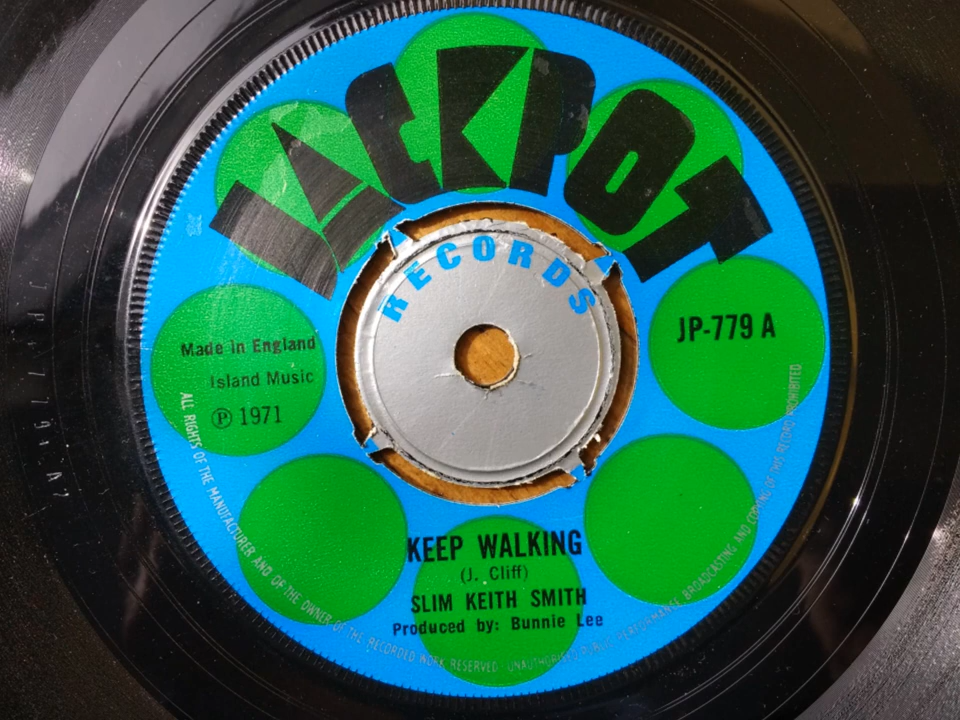 JACKPOT
RECORDS
JP-779 A
Made in England
Island Music
Ⓟ 1971
KEEP WALKING
(J. Cliff)
SLIM KEITH SMITH
Produced by: Bunnie Lee
ALL RIGHTS OF THE MANUFACTURER AND OF THE OWNER OF THE RECORDED WORK RESERVED UNAUTHORISED PUBLIC PERFORMANCE BROADCASTING AND COPYING OF THIS RECORD PROHIBITED